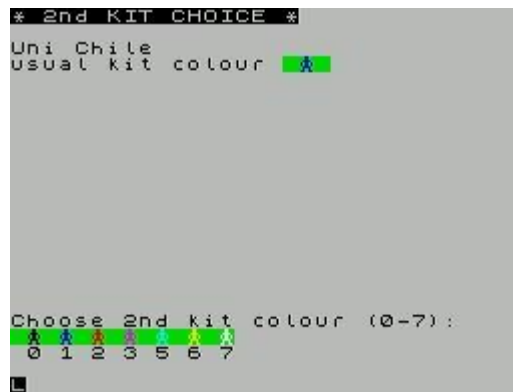 * 2nd KIT CHOICE *
Uni Chile
usual kit colour
Choose 2nd kit colour (0-7):
0 1 2 3 5 6 7
L